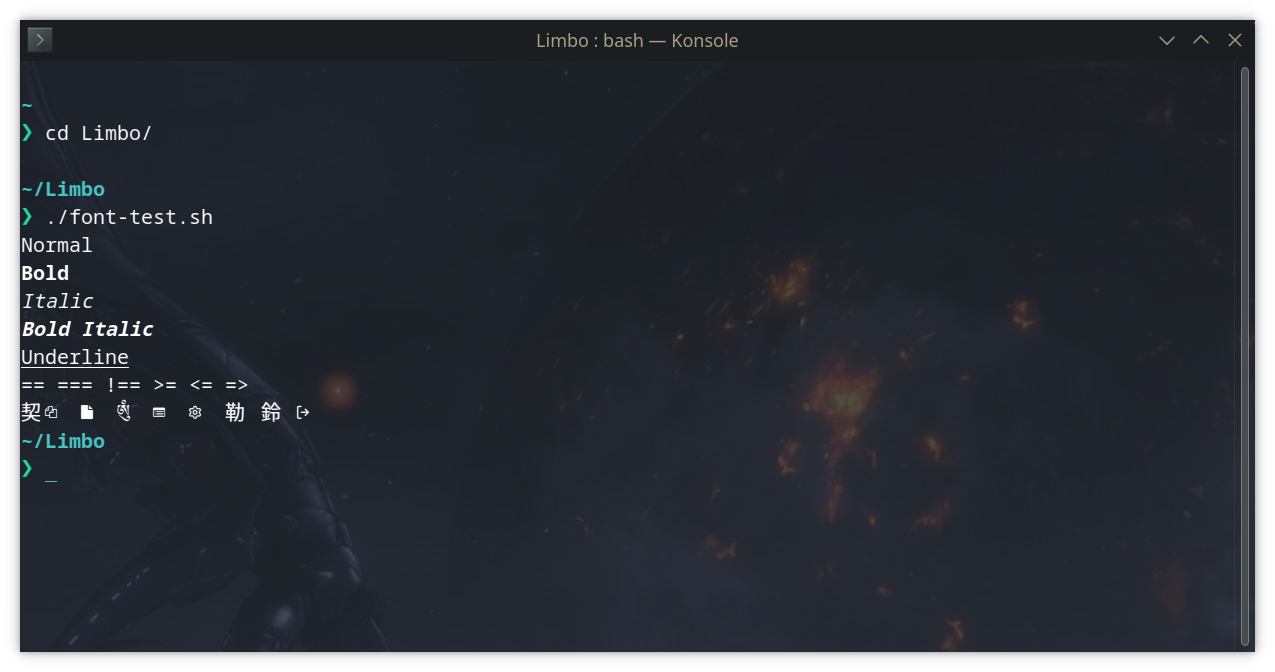 Limbo : bash — Konsole
~
❯ cd Limbo/
~/Limbo
❯ ./font-test.sh
Normal
Bold
Italic
Bold Italic
Underline
== === !== >= <= =>
契 勒 鈴
~/Limbo
❯ _